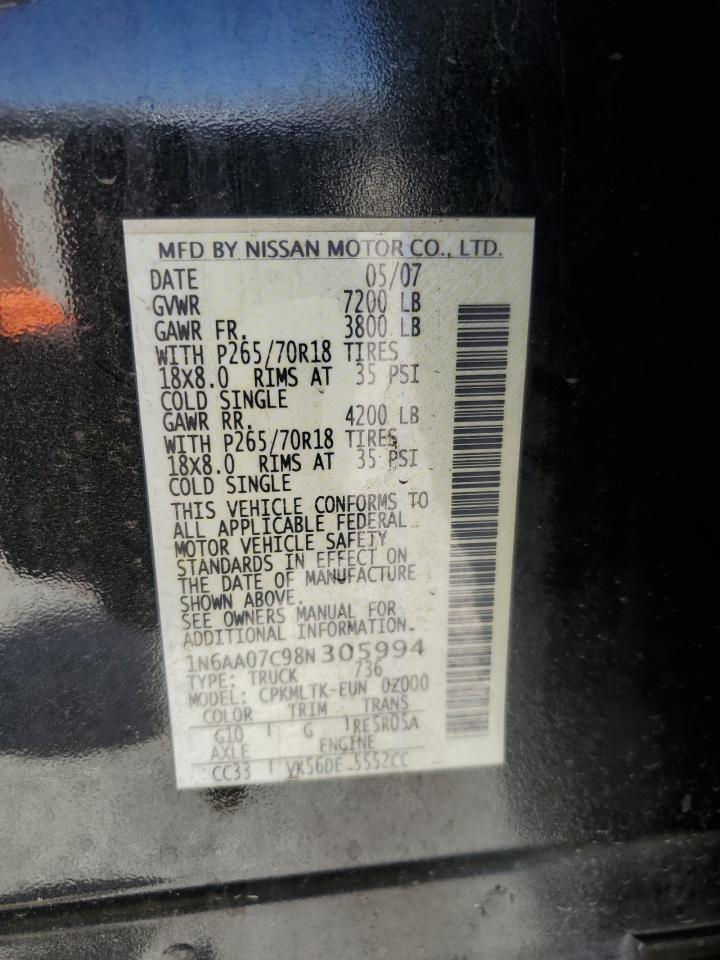 MFD BY NISSAN MOTOR CO., LTD.
DATE 05/07
GVWR 7200 LB
GAWR FR. 3800 LB
WITH P265/70R18 TIRES
18X8.0 RIMS AT 35 PSI
COLD SINGLE
GAWR RR. 4200 LB
WITH P265/70R18 TIRES
18X8.0 RIMS AT 35 PSI
COLD SINGLE
THIS VEHICLE CONFORMS TO
ALL APPLICABLE FEDERAL
MOTOR VEHICLE SAFETY
STANDARDS IN EFFECT ON
THE DATE OF MANUFACTURE
SHOWN ABOVE.
SEE OWNERS MANUAL FOR
ADDITIONAL INFORMATION.
1N6AA07C98N305994
TYPE: TRUCK /736
MODEL: CPKMLTK-EUN 0Z000
COLOR TRIM TRANS
G10 G RE5R05A
AXLE ENGINE
CC33 VK56DE 5552CC